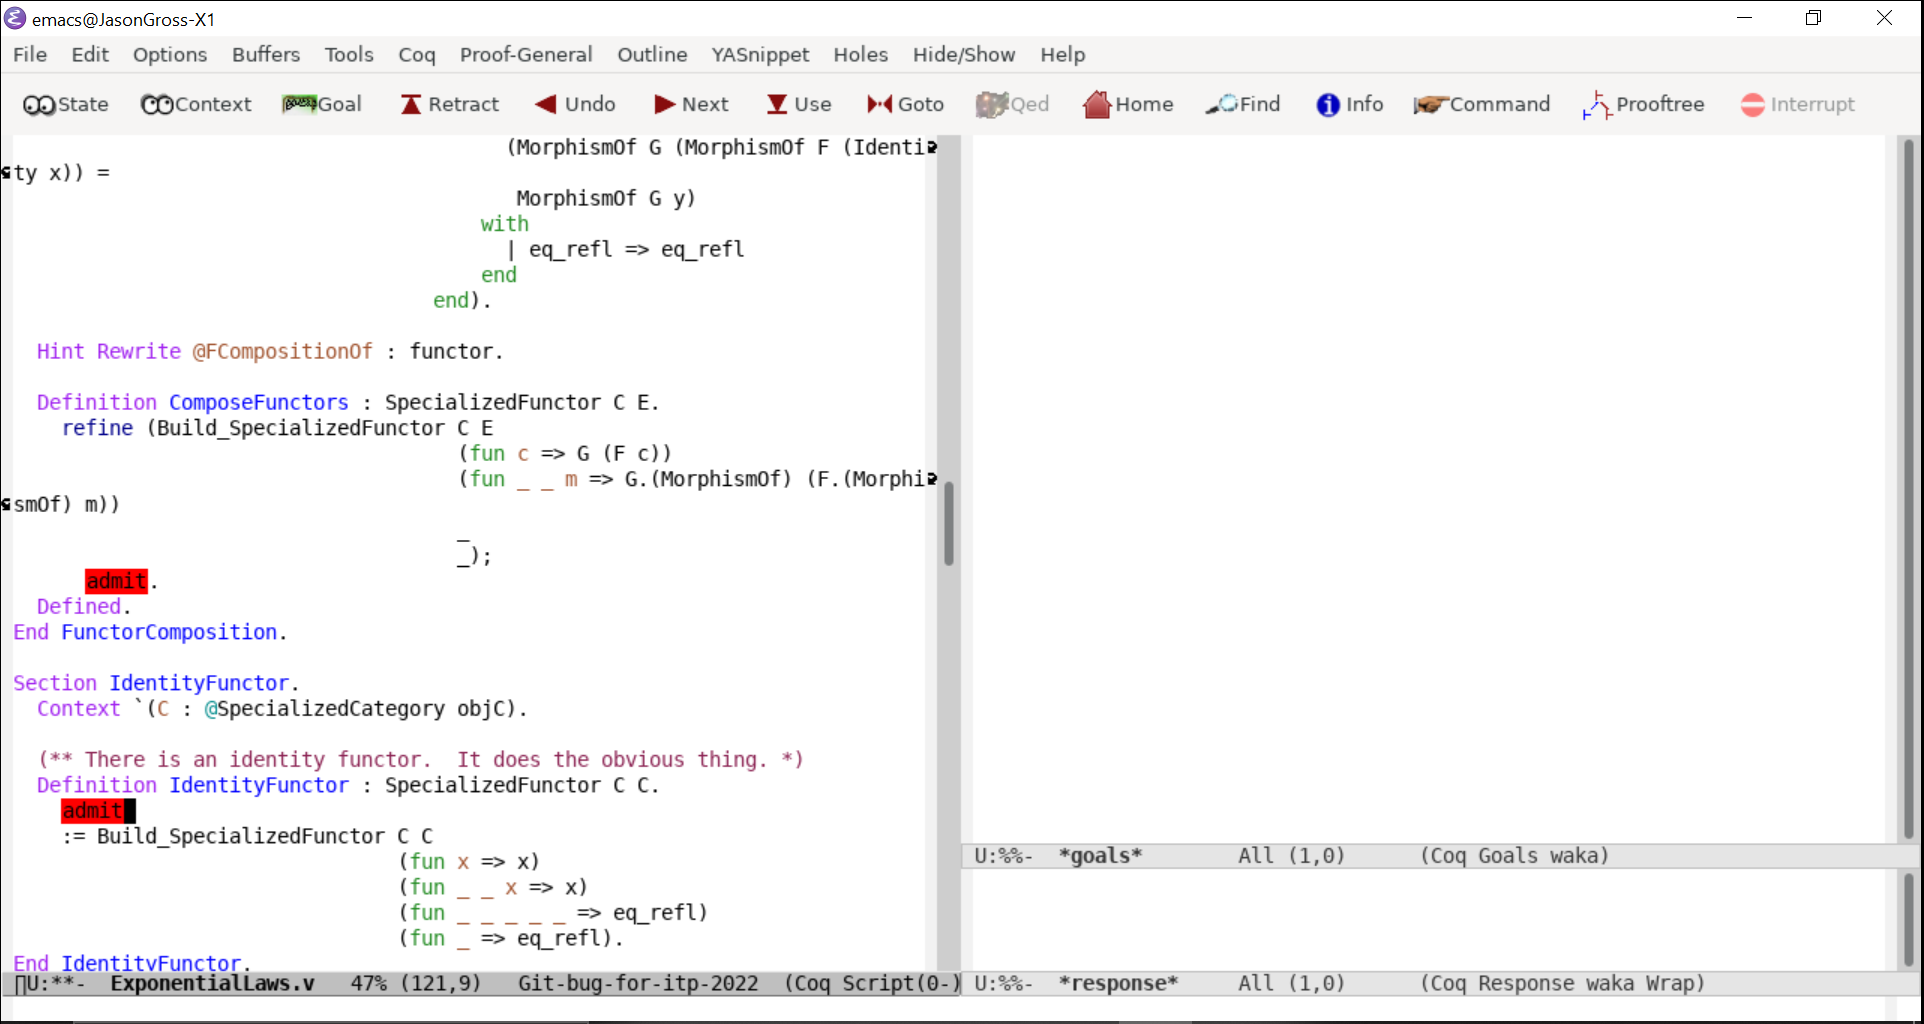 emacs@JasonGross-X1
File Edit Options Buffers Tools Coq Proof-General Outline YASnippet Holes Hide/Show Help
State Context Goal Retract Undo Next Use Goto Qed Home Find Info Command Prooftree Interrupt
(MorphismOf G (MorphismOf F (Identi
ty x)) =
MorphismOf G y)
with
| eq_refl => eq_refl
end
end).
Hint Rewrite @FCompositionOf : functor.
Definition ComposeFunctors : SpecializedFunctor C E.
refine (Build_SpecializedFunctor C E
(fun c => G (F c))
(fun _ _ m => G.(MorphismOf) (F.(Morphi
smOf) m))
_
_);
admit.
Defined.
End FunctorComposition.
Section IdentityFunctor.
Context `(C : @SpecializedCategory objC).
(** There is an identity functor.  It does the obvious thing. *)
Definition IdentityFunctor : SpecializedFunctor C C.
admit
:= Build_SpecializedFunctor C C
(fun x => x)
(fun _ _ x => x)
(fun _ _ _ _ _ => eq_refl)
(fun _ => eq_refl).
End IdentityFunctor.
U:**-  ExponentialLaws.v   47% (121,9)   Git-bug-for-itp-2022  (Coq Script(0-)
U:%%-  *goals*        All (1,0)      (Coq Goals waka)
U:%%-  *response*     All (1,0)      (Coq Response waka Wrap)